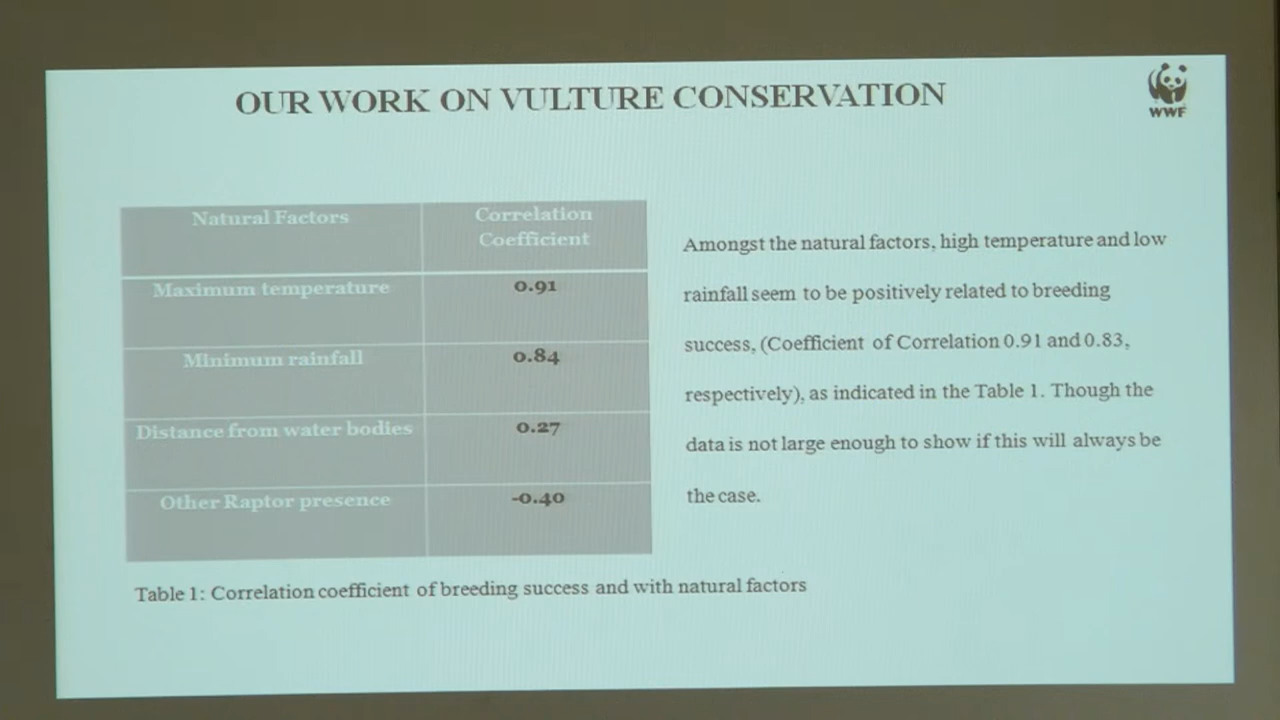 OUR WORK ON VULTURE CONSERVATION
WWF
Natural Factors
Correlation
Coefficient
Maximum temperature
0.91
Minimum rainfall
0.84
Distance from water bodies
0.27
Other Raptor presence
-0.40
Amongst the natural factors, high temperature and low
rainfall seem to be positively related to breeding
success, (Coefficient of Correlation 0.91 and 0.83,
respectively), as indicated in the Table 1. Though the
data is not large enough to show if this will always be
the case.
Table 1: Correlation coefficient of breeding success and with natural factors